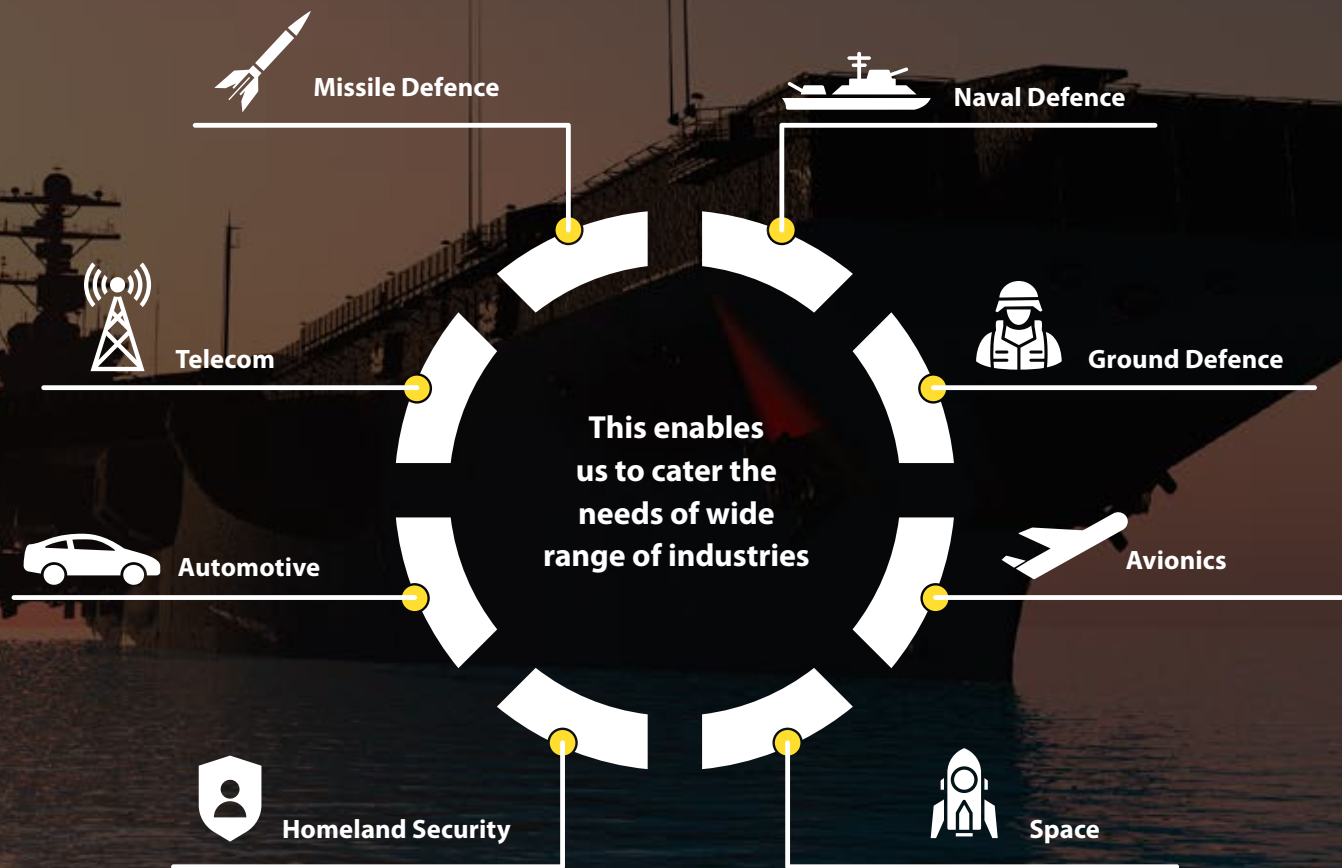 Missile Defence
Naval Defence
Telecom
Ground Defence
This enables
us to cater the
needs of wide
range of industries
Automotive
Avionics
Homeland Security
Space